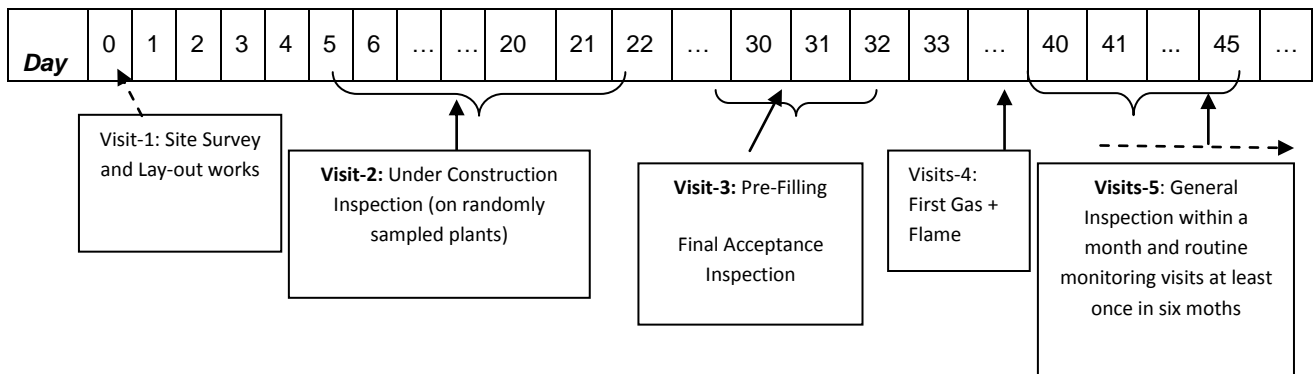 Day 0 1 2 3 4 5 6 … … 20 21 22 … 30 31 32 33 … 40 41 ... 45 …
Visit-1: Site Survey
and Lay-out works
Visit-2: Under Construction
Inspection (on randomly
sampled plants)
Visit-3: Pre-Filling
Final Acceptance
Inspection
Visits-4:
First Gas +
Flame
Visits-5: General
Inspection within a
month and routine
monitoring visits at least
once in six moths